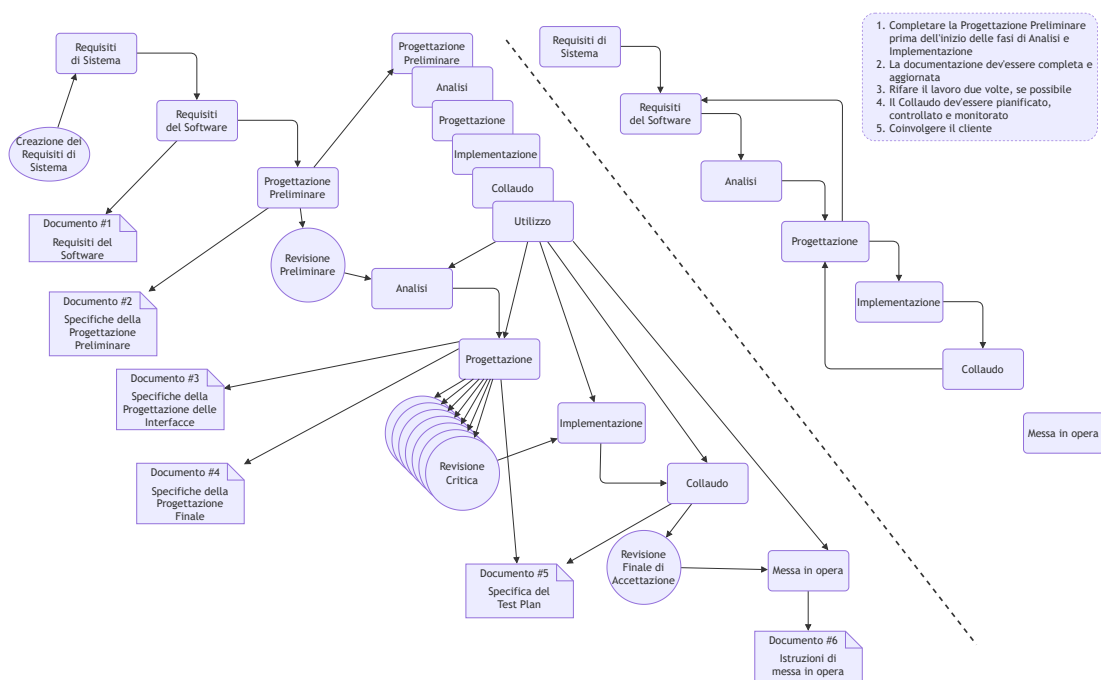 Requisiti
di Sistema
Requisiti
del Software
Creazione dei
Requisiti di
Sistema
Progettazione
Preliminare
Documento #1
Requisiti del
Software
Revisione
Preliminare
Documento #2
Specifiche della
Progettazione
Preliminare
Progettazione
Preliminare
Analisi
Progettazione
Implementazione
Collaudo
Utilizzo
Analisi
Progettazione
Documento #3
Specifiche della
Progettazione delle
Interfacce
Documento #4
Specifiche della
Progettazione
Finale
Revisione
Critica
Implementazione
Collaudo
Documento #5
Specifica del
Test Plan
Revisione
Finale di
Accettazione
Messa in opera
Documento #6
Istruzioni di
messa in opera
Requisiti di
Sistema
Requisiti
del Software
Analisi
Progettazione
Implementazione
Collaudo
Messa in opera
1. Completare la Progettazione Preliminare
prima dell'inizio delle fasi di Analisi e
Implementazione
2. La documentazione dev'essere completa e
aggiornata
3. Rifare il lavoro due volte, se possibile
4. Il Collaudo dev'essere pianificato,
controllato e monitorato
5. Coinvolgere il cliente